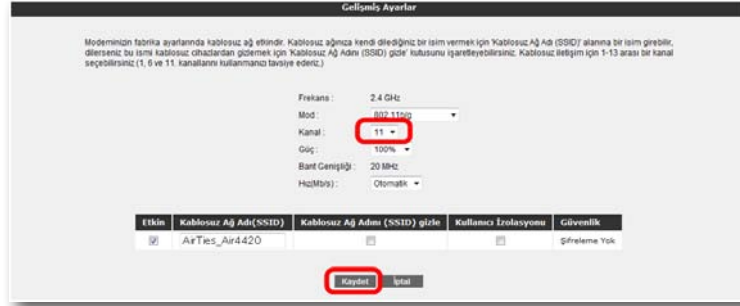 Gelişmiş Ayarlar
Modeminizin fabrika ayarlarında kablosuz ağ etkindir. Kablosuz ağınıza kendi dilediğiniz bir isim vermek için 'Kablosuz Ağ Adı (SSID)' alanına bir isim girebilir,
dilerseniz bu ismi kablosuz cihazlardan gizlemek için 'Kablosuz Ağ Adını (SSID) gizle' kutusunu işaretleyebilirsiniz. Kablosuz iletişim için 1-13 arası bir kanal
seçebilirsiniz (1, 6 ve 11. kanallarını kullanmanızı tavsiye ederiz.)
Frekans : 2.4 GHz
Mod : 802.11b/g
Kanal : 11
Güç : 100%
Bant Genişliği : 20 MHz
Hız(Mb/s) : Otomatik
Etkin Kablosuz Ağ Adı(SSID) Kablosuz Ağ Adını (SSID) gizle Kullanıcı İzolasyonu Güvenlik
AirTies_Air4420 Şifreleme Yok
Kaydet İptal